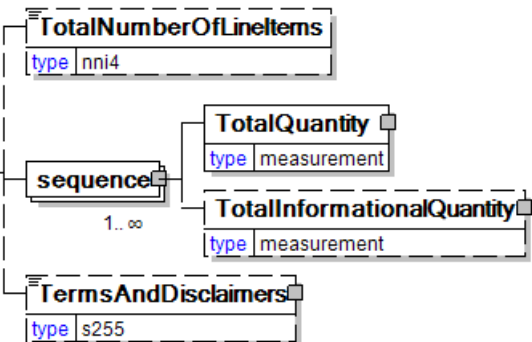 TotalNumberOfLineItems
type nni4
TotalQuantity
type measurement
sequence
1..∞
TotalInformationalQuantity
type measurement
TermsAndDisclaimers
type s255